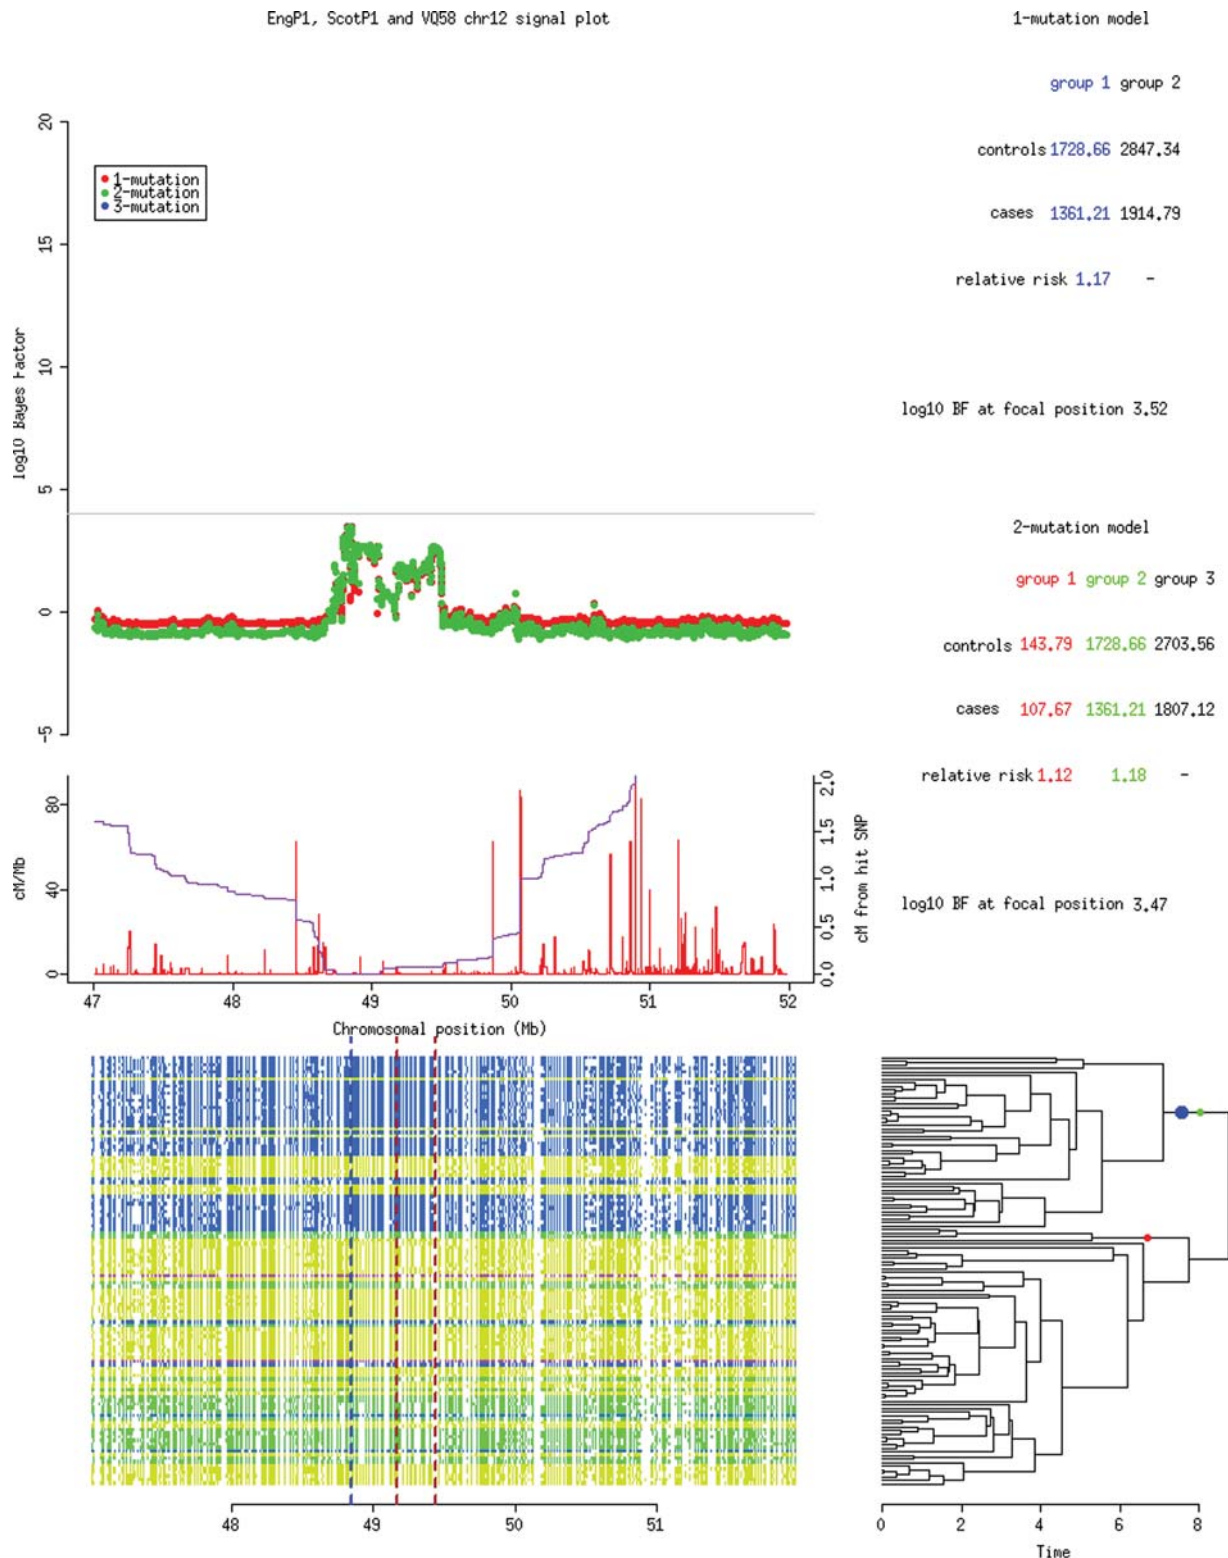 EngP1, ScotP1 and VQ58 chr12 signal plot
1-mutation model
group 1 group 2
controls 1728.66 2847.34
cases 1361.21 1914.79
relative risk 1.17 -
log10 BF at focal position 3.52
20
15
10
5
0
-5
log10 Bayes Factor
1-mutation
2-mutation
3-mutation
2-mutation model
group 1 group 2 group 3
controls 143.79 1728.66 2703.56
cases 107.67 1361.21 1807.12
relative risk 1.12 1.18 -
log10 BF at focal position 3.47
80
40
0
cM/Mb
2.0
1.5
1.0
0.5
0.0
cM from hit SNP
47 48 49 50 51 52
Chromosomal position (Mb)
48 49 50 51
0 2 4 6 8
Time